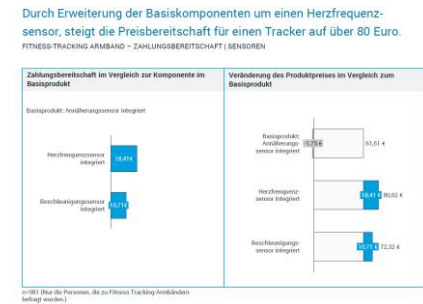 Durch Erweiterung der Basiskomponenten um einen Herzfrequenz-
sensor, steigt die Preisbereitschaft für einen Tracker auf über 80 Euro.
FITNESS-TRACKING ARMBAND – ZAHLUNGSBEREITSCHAFT | SENSOREN
Zahlungsbereitschaft im Vergleich zur Komponente im
Basisprodukt
Basisprodukt: Annäherungssensor integriert
Herzfrequenzsensor
integriert
18,41€
Beschleunigungssensor
integriert
10,71€
Veränderung des Produktpreises im Vergleich zum
Basisprodukt
Basisprodukt:
Annäherungs-
sensor integriert
-1,75 €
61,61 €
Herzfrequenz-
sensor integriert
18,41 €
80,02 €
Beschleunigungs-
sensor integriert
10,71 €
72,32 €
n=981 (Nur die Personen, die zu Fitness Tracking-Armbändern
befragt wurden.)